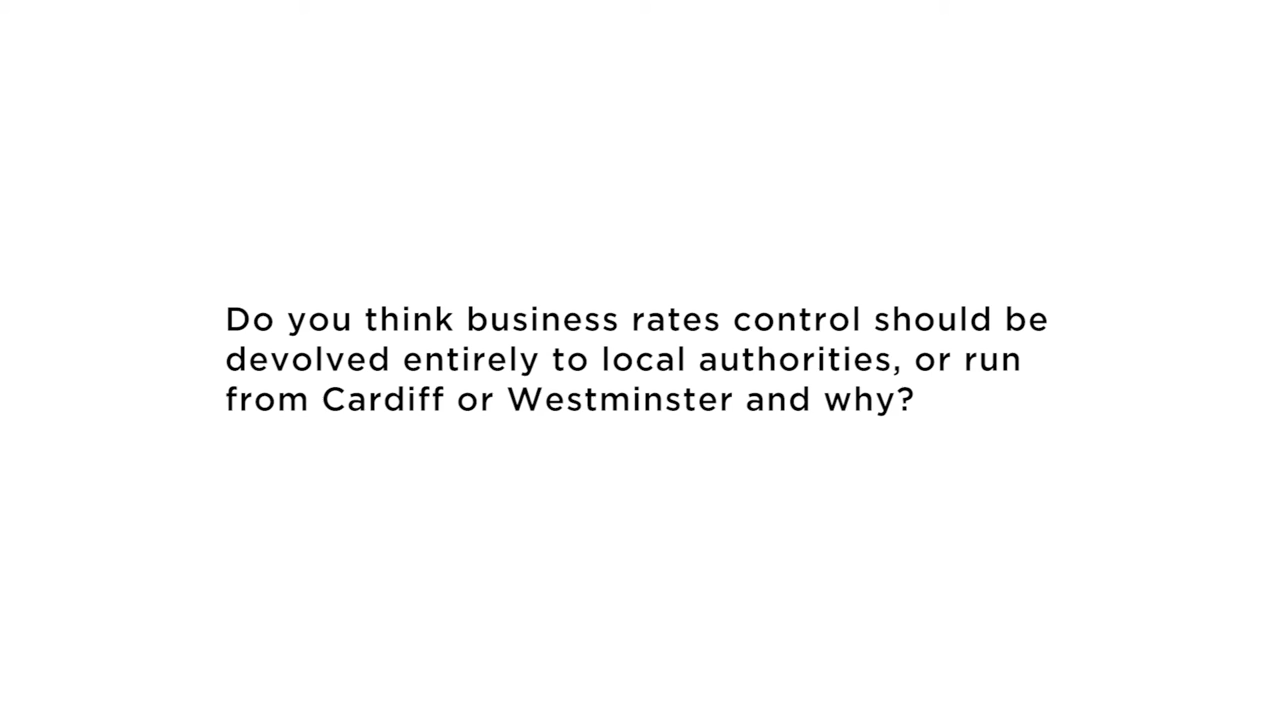 Do you think business rates control should be
devolved entirely to local authorities, or run
from Cardiff or Westminster and why?